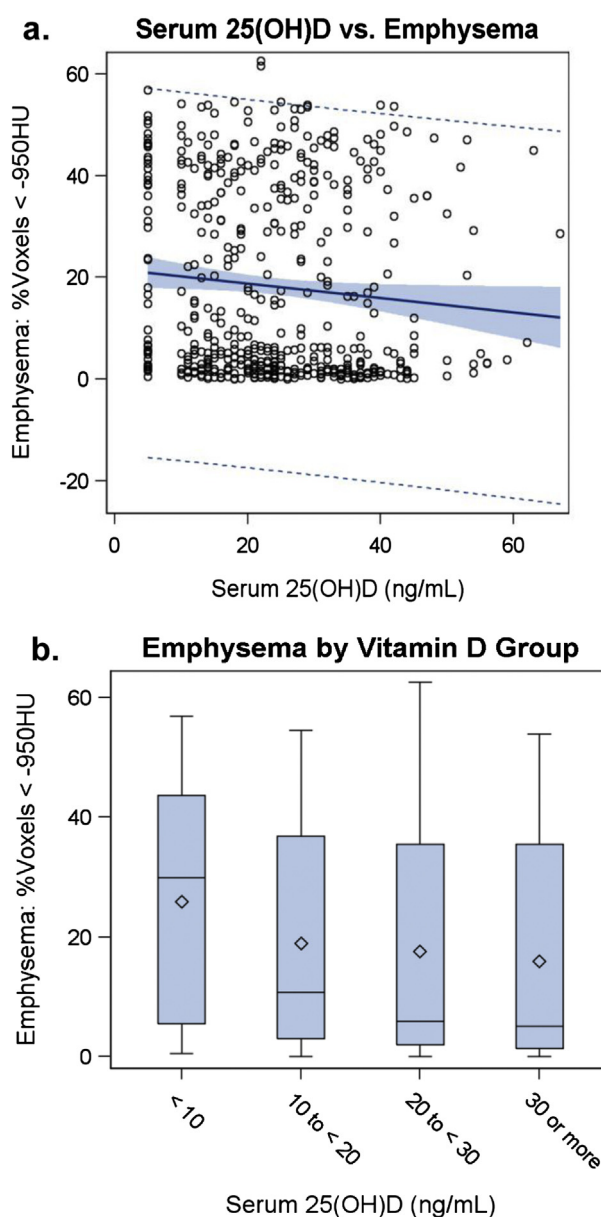 a. Serum 25(OH)D vs. Emphysema
Emphysema: %Voxels < -950HU
60
40
20
0
-20
0 20 40 60
Serum 25(OH)D (ng/mL)
b. Emphysema by Vitamin D Group
Emphysema: %Voxels < -950HU
60
40
20
0
< 10
10 to < 20
20 to < 30
30 or more
Serum 25(OH)D (ng/mL)